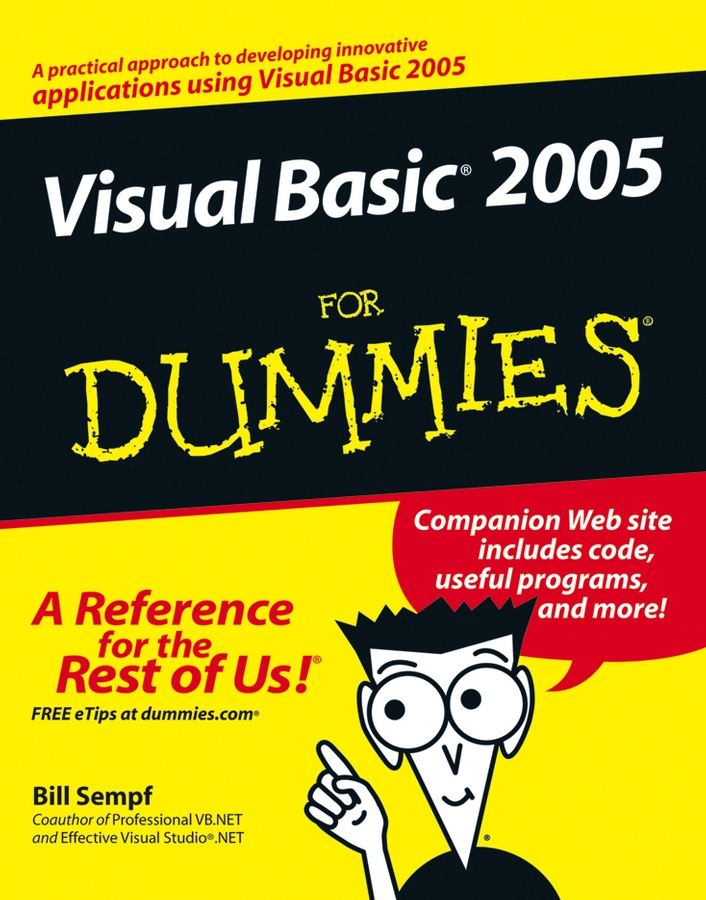 A practical approach to developing innovative
applications using Visual Basic 2005
Visual Basic® 2005
FOR
DUMMIES®
Companion Web site
includes code,
useful programs,
and more!
A Reference
for the
Rest of Us!®
FREE eTips at dummies.com®
Bill Sempf
Coauthor of Professional VB.NET
and Effective Visual Studio®.NET
®